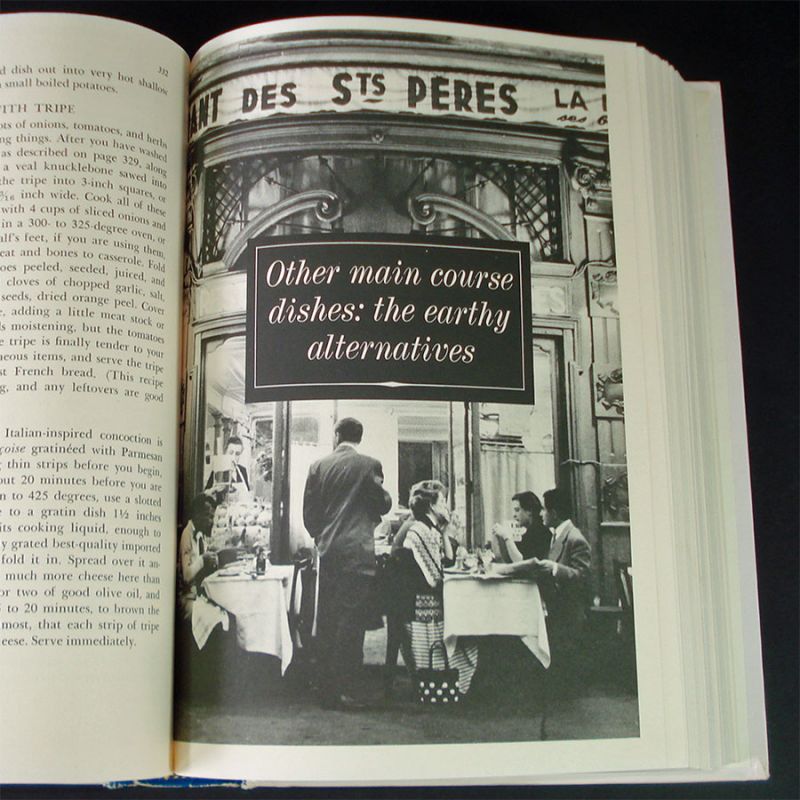 332
d dish out into very hot shallow
small boiled potatoes.
ITH TRIPE
ots of onions, tomatoes, and herbs
ng things. After you have washed
as described on page 329, along
a veal knucklebone sawed into
the tripe into 3-inch squares, or
3/16 inch wide. Cook all of these
with 4 cups of sliced onions and
in a 300- to 325-degree oven, or
alf's feet, if you are using them,
eat and bones to casserole. Fold
oes peeled, seeded, juiced, and
cloves of chopped garlic, salt,
seeds, dried orange peel. Cover
e, adding a little meat stock or
ls moistening, but the tomatoes
e tripe is finally tender to your
neous items, and serve the tripe
st French bread. (This recipe
g, and any leftovers are good
Italian-inspired concoction is
çoise gratinéed with Parmesan
g thin strips before you begin,
out 20 minutes before you are
n to 425 degrees, use a slotted
e to a gratin dish 1½ inches
its cooking liquid, enough to
y grated best-quality imported
fold it in. Spread over it an-
much more cheese here than
or two of good olive oil, and
5 to 20 minutes, to brown the
most, that each strip of tripe
eese. Serve immediately.
ANT DES STS PÈRES LA
ses
Other main course
dishes: the earthy
alternatives